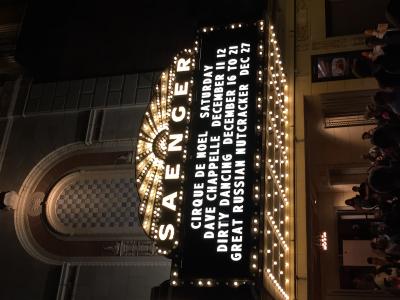 SAENGER
CIRQUE DE NOEL SATURDAY
DAVE CHAPPELLE DECEMBER 11 12
DIRTY DANCING DECEMBER 16 TO 21
GREAT RUSSIAN NUTCRACKER DEC 27